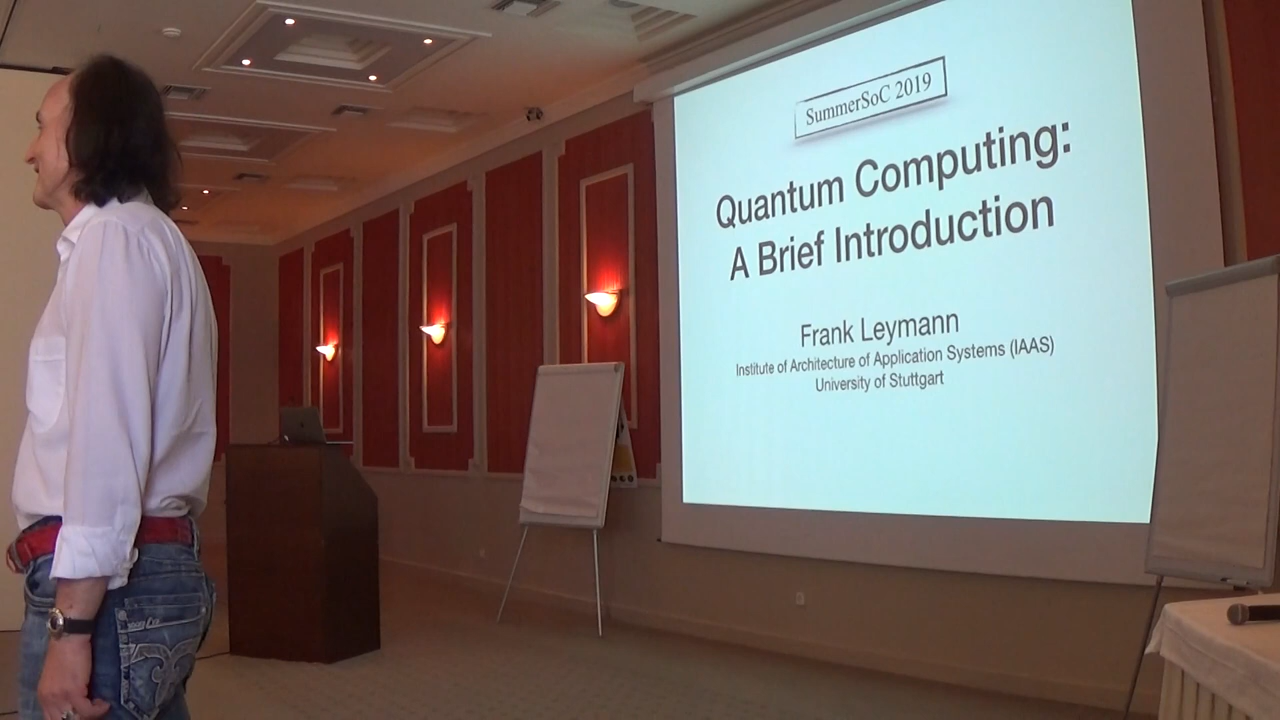 SummerSoC 2019
Quantum Computing:
A Brief Introduction
Frank Leymann
Institute of Architecture of Application Systems (IAAS)
University of Stuttgart